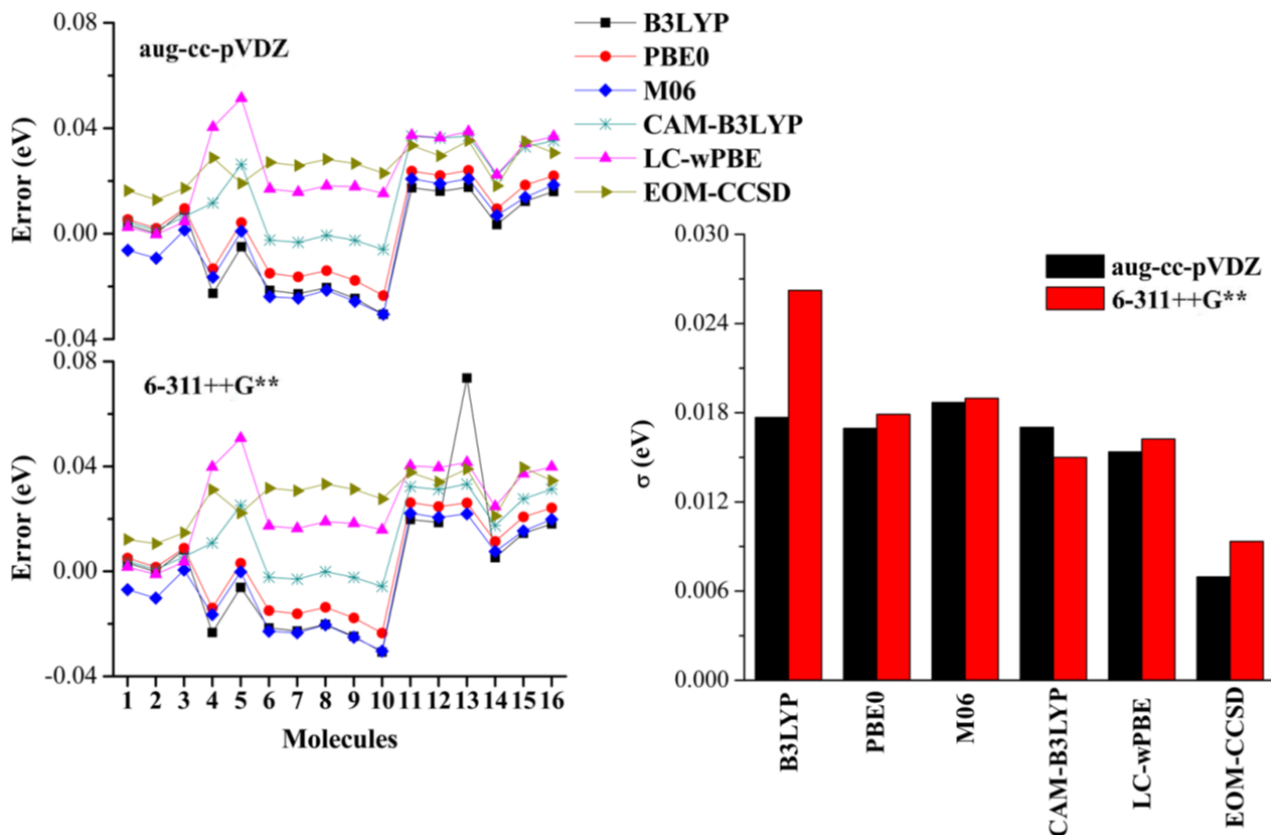 0.08
aug-cc-pVDZ
0.04
0.00
-0.04
Error (eV)
B3LYP
PBE0
M06
CAM-B3LYP
LC-wPBE
EOM-CCSD
0.08
6-311++G**
0.04
0.00
-0.04
Error (eV)
1 2 3 4 5 6 7 8 9 10 11 12 13 14 15 16
Molecules
0.030
0.024
0.018
0.012
0.006
0.000
σ (eV)
aug-cc-pVDZ
6-311++G**
B3LYP
PBE0
M06
CAM-B3LYP
LC-wPBE
EOM-CCSD